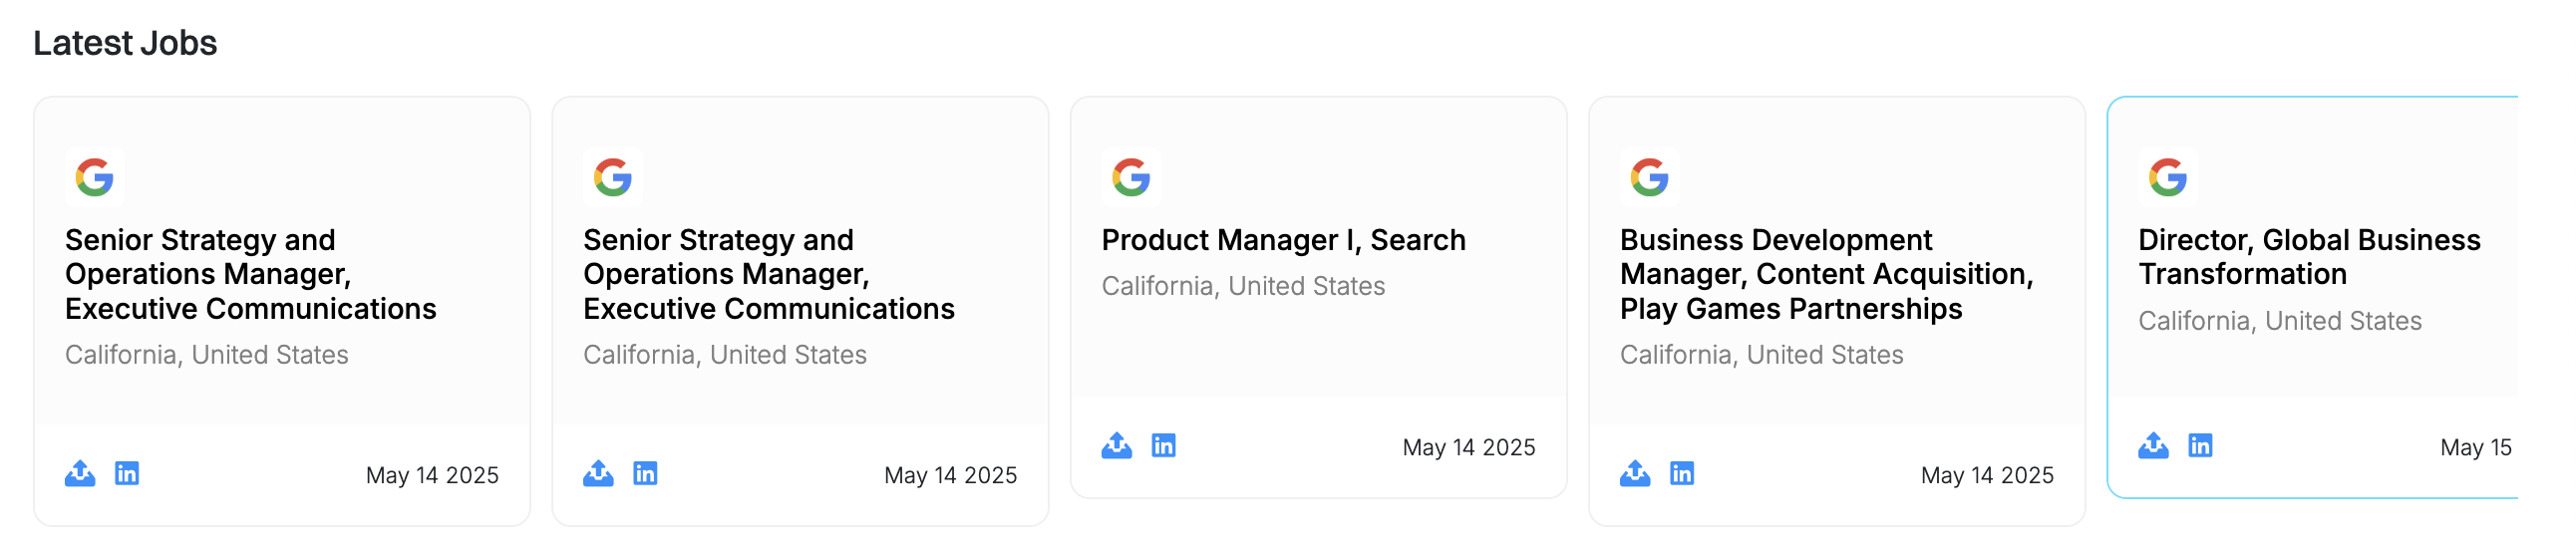 Latest Jobs
Senior Strategy and
Operations Manager,
Executive Communications
California, United States
May 14 2025
Senior Strategy and
Operations Manager,
Executive Communications
California, United States
May 14 2025
Product Manager I, Search
California, United States
May 14 2025
Business Development
Manager, Content Acquisition,
Play Games Partnerships
California, United States
May 14 2025
Director, Global Business
Transformation
California, United States
May 15